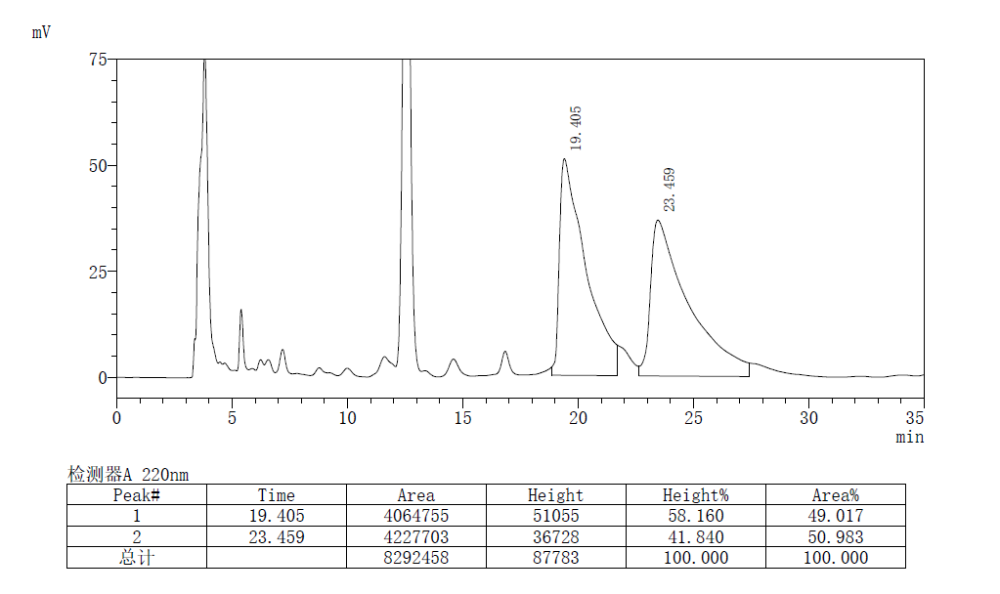 mV
75
50
25
0
19.405
23.459
0 5 10 15 20 25 30 35
min
检测器A 220nm
Peak# Time Area Height Height% Area%
1 19.405 4064755 51055 58.160 49.017
2 23.459 4227703 36728 41.840 50.983
总计 8292458 87783 100.000 100.000